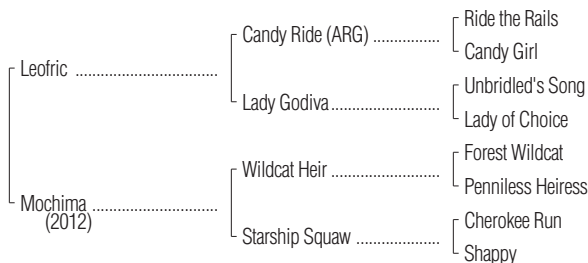 Ride the Rails
Candy Ride (ARG)
Candy Girl
Leofric
Unbridled's Song
Lady Godiva
Lady of Choice
Forest Wildcat
Wildcat Heir
Penniless Heiress
Mochima
(2012)
Cherokee Run
Starship Squaw
Shappy